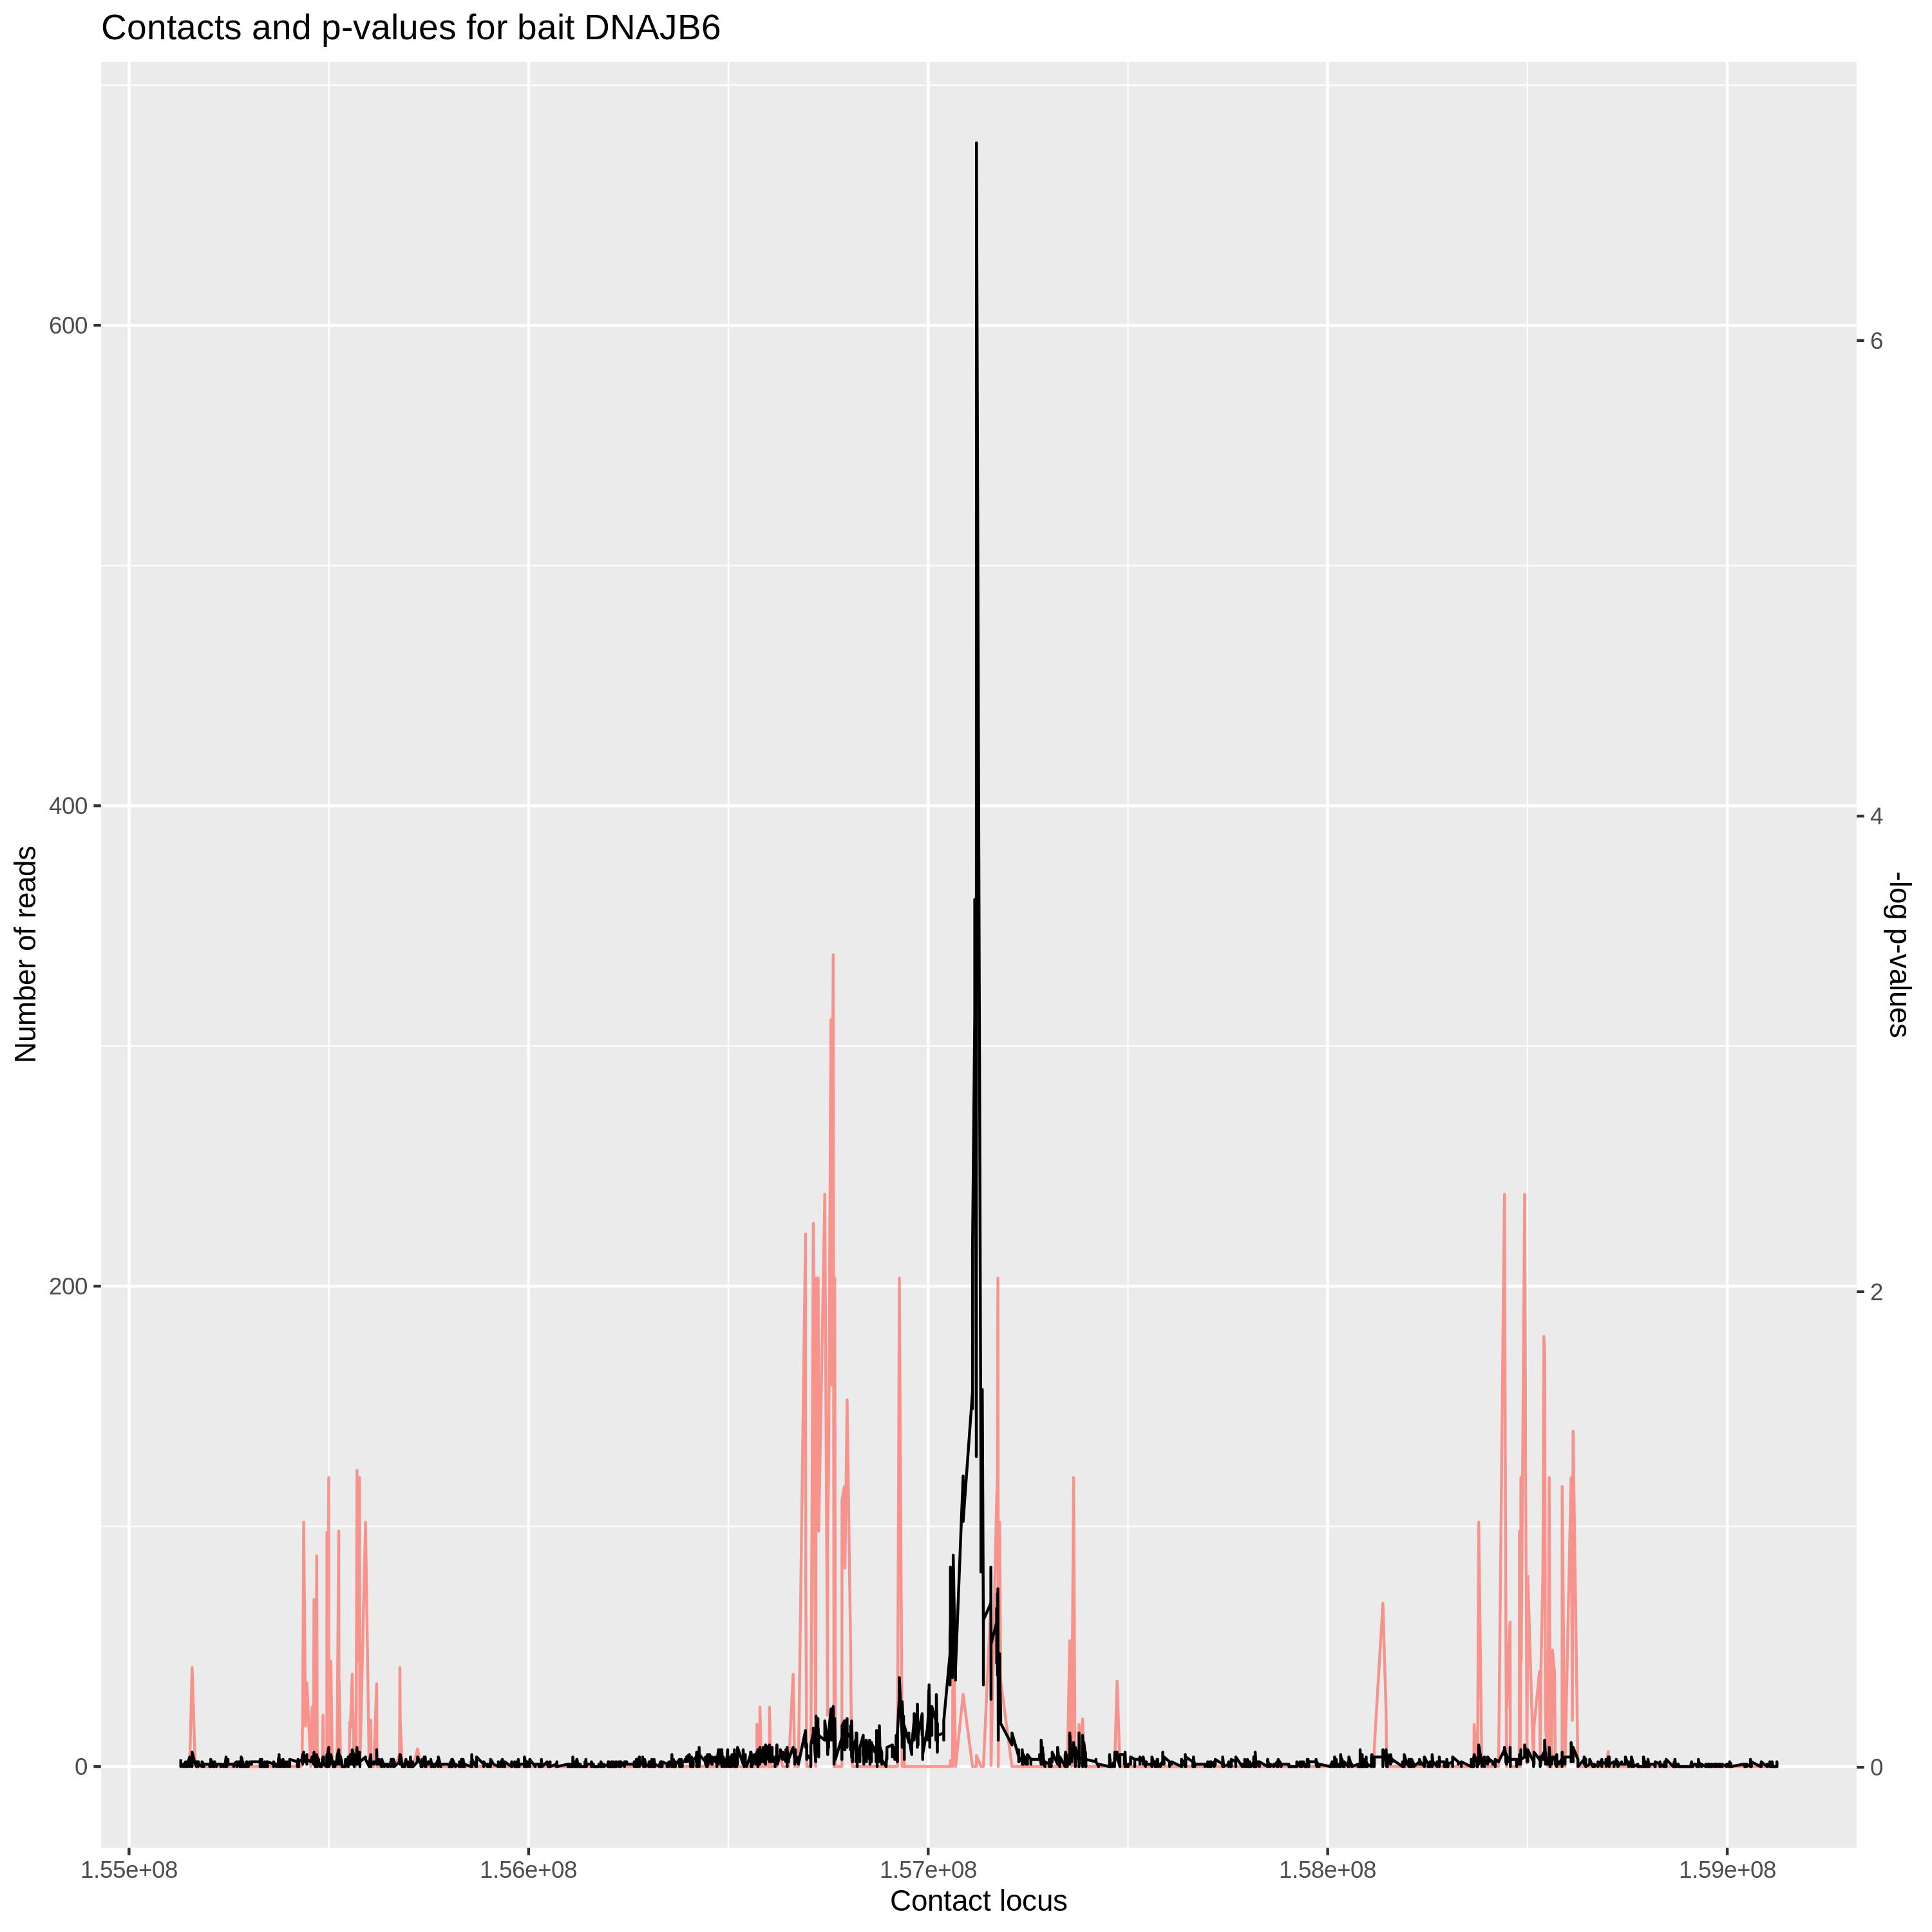 Contacts and p-values for bait DNAJB6
Number of reads
600
400
200
0
6
4
2
0
-log p-values
1.55e+08 1.56e+08 1.57e+08 1.58e+08 1.59e+08
Contact locus